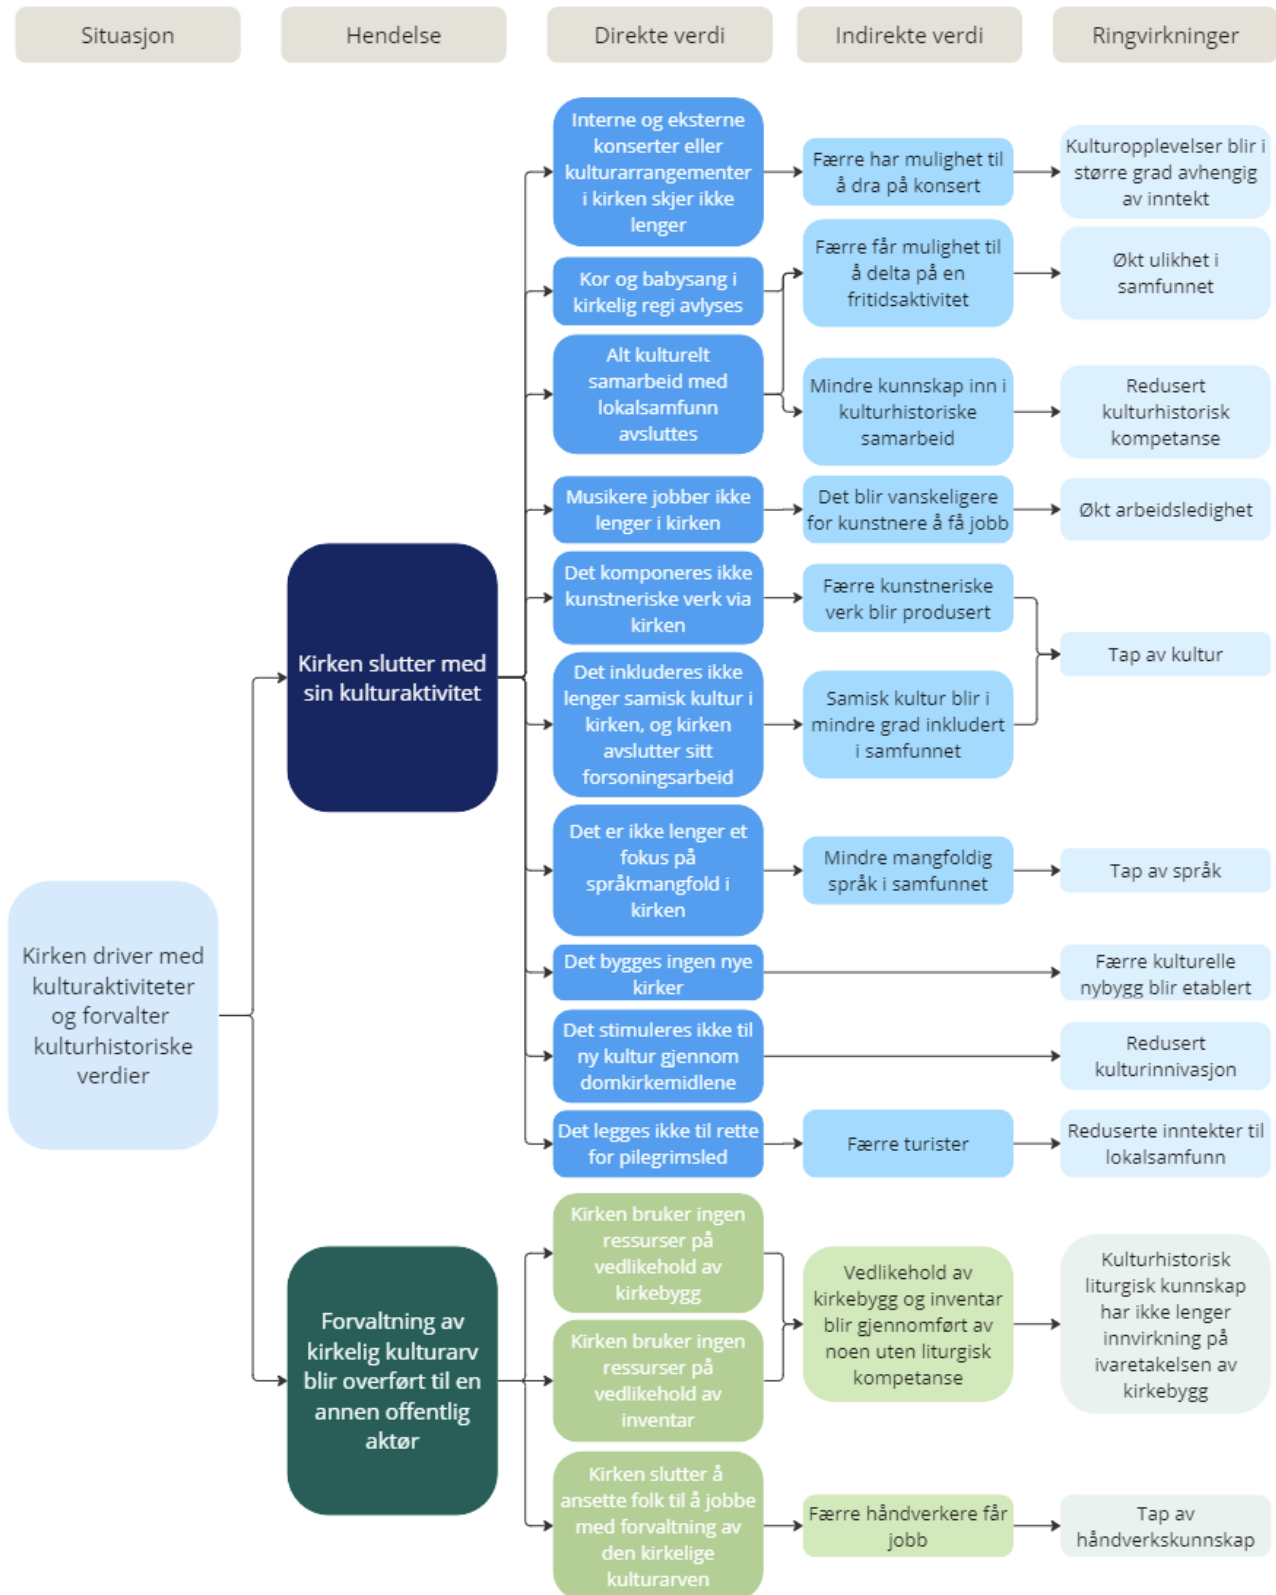 Situasjon
Hendelse
Direkte verdi
Indirekte verdi
Ringvirkninger
Kirken driver med
kulturaktiviteter
og forvalter
kulturhistoriske
verdier
Kirken slutter med
sin kulturaktivitet
Interne og eksterne
konserter eller
kulturarrangementer
i kirken skjer ikke
lenger
Færre har mulighet til
å dra på konsert
Kulturopplevelser blir i
større grad avhengig
av inntekt
Kor og babysang i
kirkelig regi avlyses
Færre får mulighet til
å delta på en
fritidsaktivitet
Økt ulikhet i
samfunnet
Alt kulturelt
samarbeid med
lokalsamfunn
avsluttes
Mindre kunnskap inn i
kulturhistoriske
samarbeid
Redusert
kulturhistorisk
kompetanse
Musikere jobber ikke
lenger i kirken
Det blir vanskeligere
for kunstnere å få jobb
Økt arbeidsledighet
Det komponeres ikke
kunstneriske verk via
kirken
Færre kunstneriske
verk blir produsert
Tap av kultur
Det inkluderes ikke
lenger samisk kultur i
kirken, og kirken
avslutter sitt
forsoningsarbeid
Samisk kultur blir i
mindre grad inkludert
i samfunnet
Det er ikke lenger et
fokus på
språkmangfold i
kirken
Mindre mangfoldig
språk i samfunnet
Tap av språk
Det bygges ingen nye
kirker
Færre kulturelle
nybygg blir etablert
Det stimuleres ikke til
ny kultur gjennom
domkirkemidlene
Redusert
kulturinnivasjon
Det legges ikke til rette
for pilegrimsled
Færre turister
Reduserte inntekter til
lokalsamfunn
Forvaltning av
kirkelig kulturarv
blir overført til en
annen offentlig
aktør
Kirken bruker ingen
ressurser på
vedlikehold av
kirkebygg
Kirken bruker ingen
ressurser på
vedlikehold av
inventar
Vedlikehold av
kirkebygg og inventar
blir gjennomført av
noen uten liturgisk
kompetanse
Kulturhistorisk
liturgisk kunnskap
har ikke lenger
innvirkning på
ivaretakelsen av
kirkebygg
Kirken slutter å
ansette folk til å jobbe
med forvaltning av
den kirkelige
kulturarven
Færre håndverkere får
jobb
Tap av
håndverkskunnskap